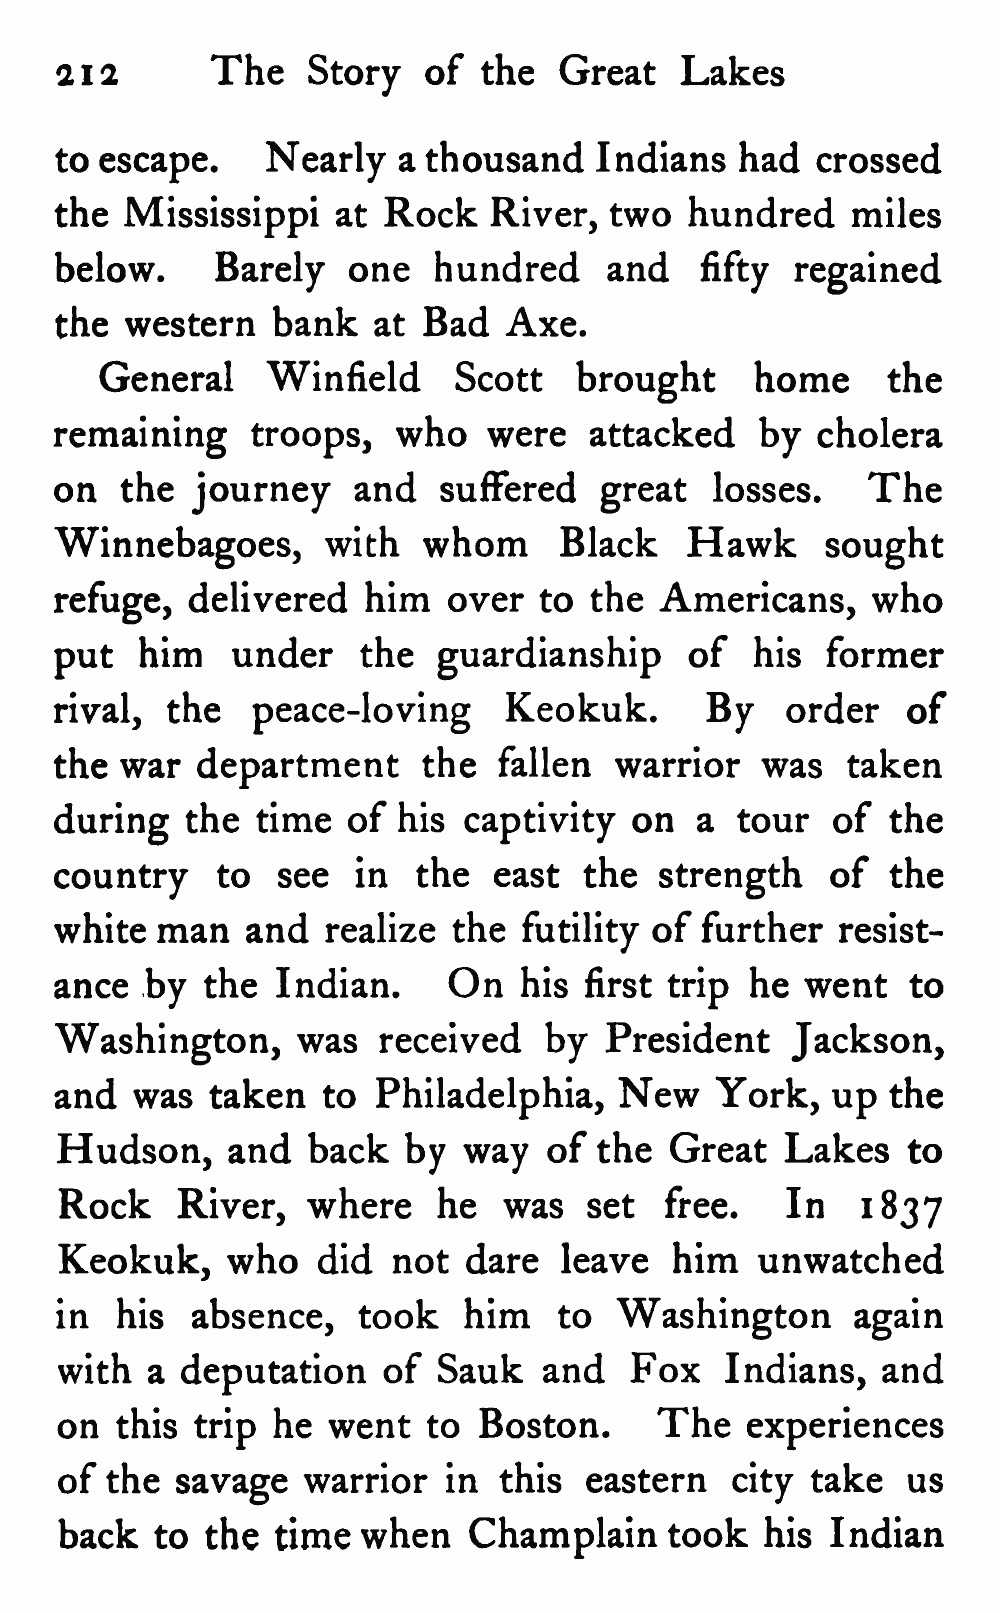 212 The Story of the Great Lakes
to escape. Nearly a thousand Indians had crossed
the Mississippi at Rock River, two hundred miles
below. Barely one hundred and fifty regained
the western bank at Bad Axe.
General Winfield Scott brought home the
remaining troops, who were attacked by cholera
on the journey and suffered great losses. The
Winnebagoes, with whom Black Hawk sought
refuge, delivered him over to the Americans, who
put him under the guardianship of his former
rival, the peace-loving Keokuk. By order of
the war department the fallen warrior was taken
during the time of his captivity on a tour of the
country to see in the east the strength of the
white man and realize the futility of further resist-
ance by the Indian. On his first trip he went to
Washington, was received by President Jackson,
and was taken to Philadelphia, New York, up the
Hudson, and back by way of the Great Lakes to
Rock River, where he was set free. In 1837
Keokuk, who did not dare leave him unwatched
in his absence, took him to Washington again
with a deputation of Sauk and Fox Indians, and
on this trip he went to Boston. The experiences
of the savage warrior in this eastern city take us
back to the time when Champlain took his Indian